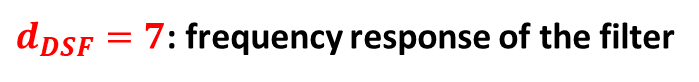 d_DSF = 7: frequency response of the filter